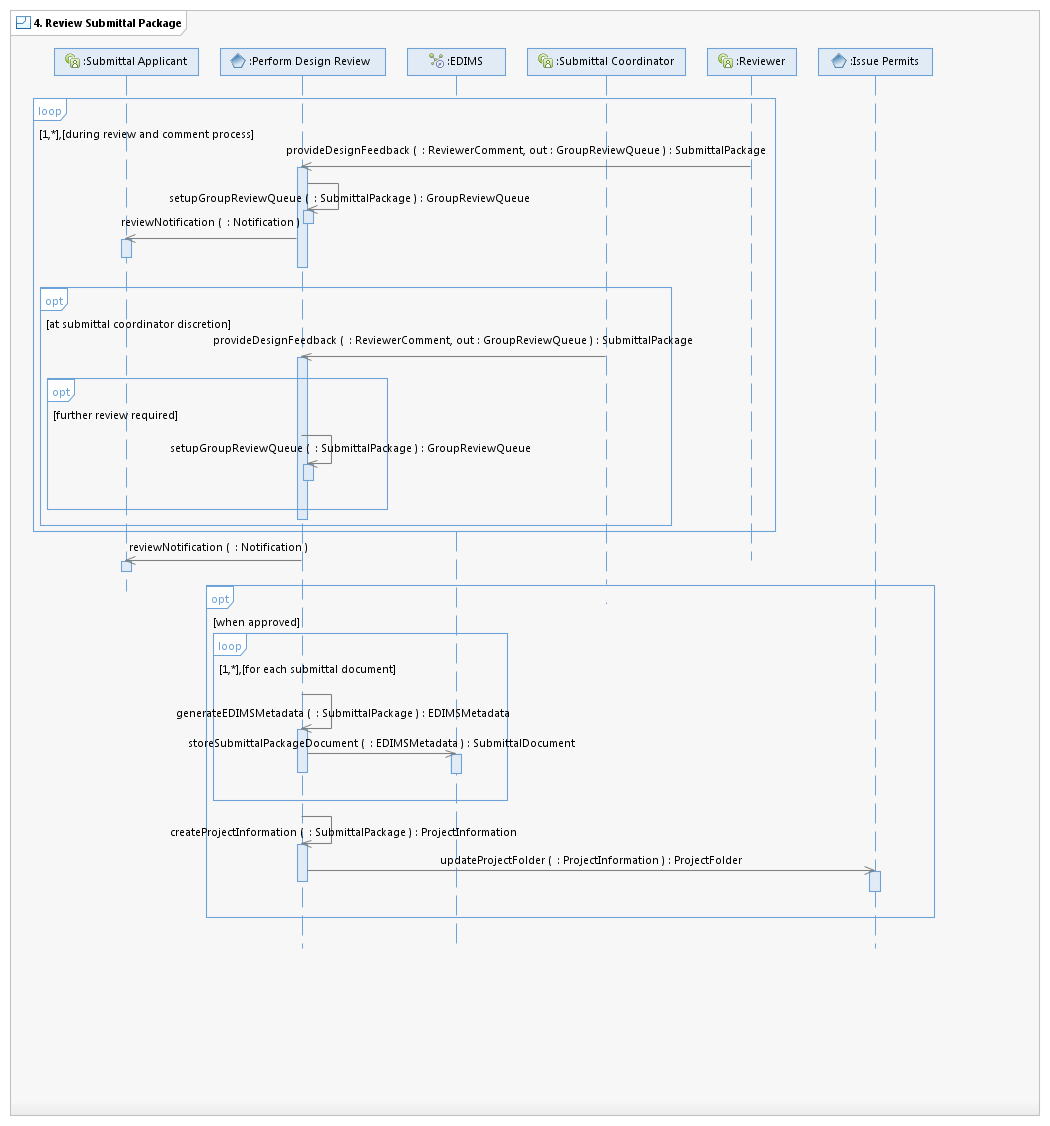 4. Review Submittal Package
:Submittal Applicant
:Perform Design Review
:EDIMS
:Submittal Coordinator
:Reviewer
:Issue Permits
loop
[1,*],[during review and comment process]
provideDesignFeedback ( : ReviewerComment, out : GroupReviewQueue ) : SubmittalPackage
setupGroupReviewQueue ( : SubmittalPackage ) : GroupReviewQueue
reviewNotification ( : Notification )
opt
[at submittal coordinator discretion]
provideDesignFeedback ( : ReviewerComment, out : GroupReviewQueue ) : SubmittalPackage
opt
[further review required]
setupGroupReviewQueue ( : SubmittalPackage ) : GroupReviewQueue
reviewNotification ( : Notification )
opt
[when approved]
loop
[1,*],[for each submittal document]
generateEDIMSMetadata ( : SubmittalPackage ) : EDIMSMetadata
storeSubmittalPackageDocument ( : EDIMSMetadata ) : SubmittalDocument
createProjectInformation ( : SubmittalPackage ) : ProjectInformation
updateProjectFolder ( : ProjectInformation ) : ProjectFolder